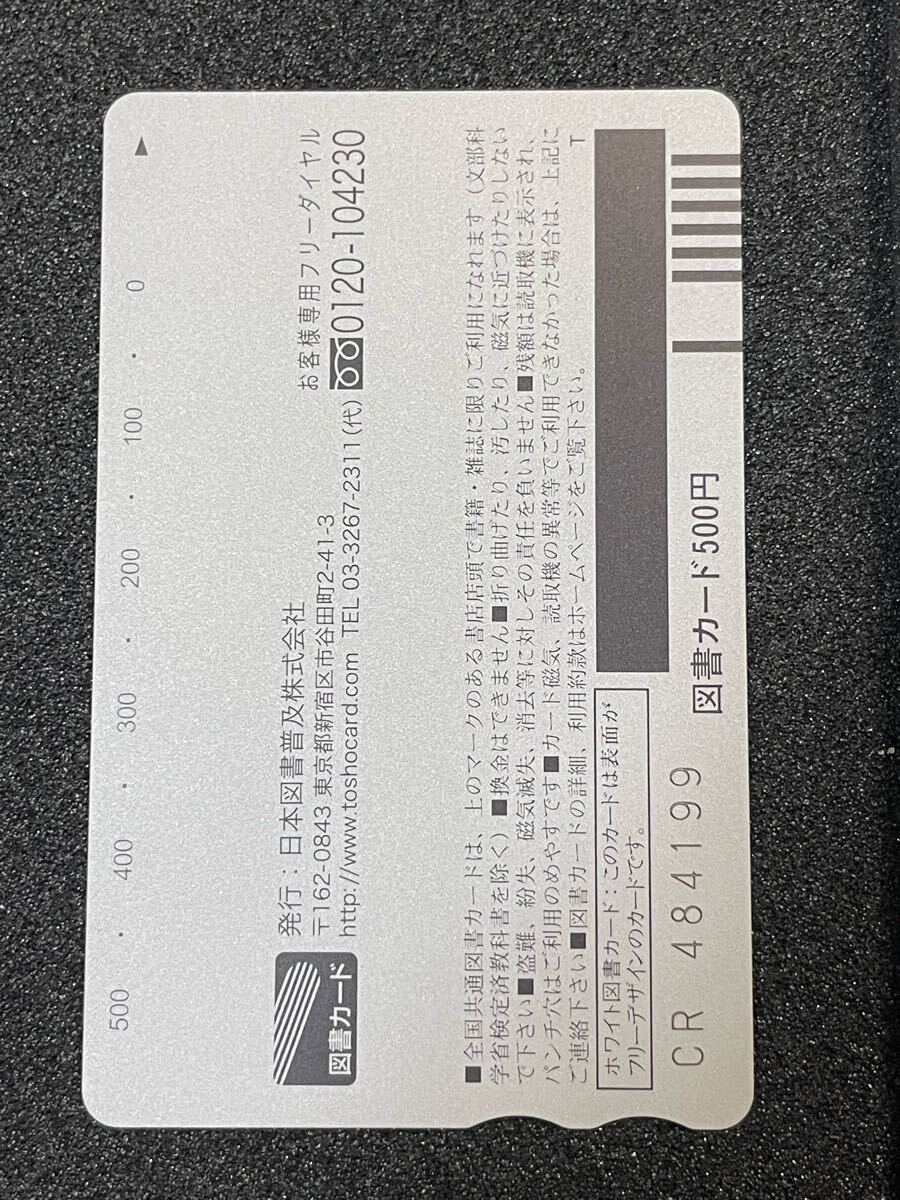 500 ・ 400 ・ 300 ・ 200 ・ 100 ・ 0 ▶
図書カード
発行：日本図書普及株式会社
〒162-0843 東京都新宿区市谷田町2-41-3
http://www.toshocard.com TEL 03-3267-2311(代)
お客様専用フリーダイヤル
0120-104230
■全国共通図書カードは、上のマークのある書店店頭で書籍・雑誌に限りご利用になれます（文部科
学省検定済教科書を除く）■換金はできません■折り曲げたり、汚したり、磁気に近づけたりしない
で下さい■盗難、紛失、磁気滅失、消去等に対しその責任を負いません■残額は読取機に表示され、
パンチ穴はご利用のめやすです■カード磁気、読取機の異常等でご利用できなかった場合は、上記に
ご連絡下さい■図書カードの詳細、利用約款はホームページをご覧下さい。
T
ホワイト図書カード：このカードは表面が
フリーデザインのカードです。
CR 484199
図書カード500円